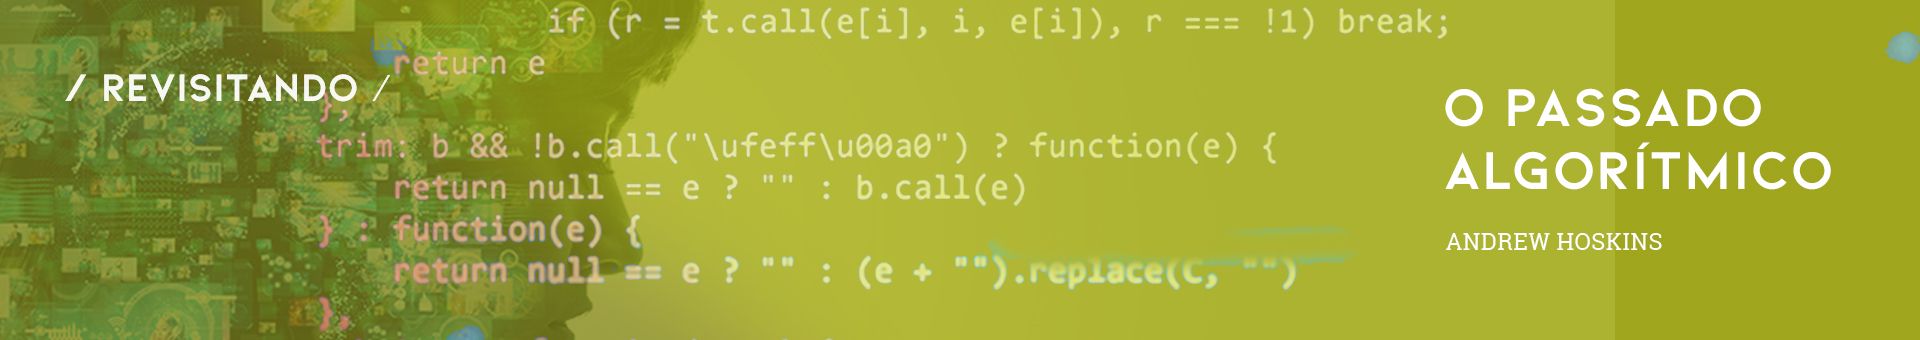 if (r = t.call(e[i], i, e[i]), r === !1) break;
return e
/ REVISITANDO /
},
trim: b && !b.call("\ufeff\u00a0") ? function(e) {
return null == e ? "" : b.call(e)
} : function(e) {
return null == e ? "" : (e + "").replace(C, "")
},
O PASSADO
ALGORÍTMICO
ANDREW HOSKINS